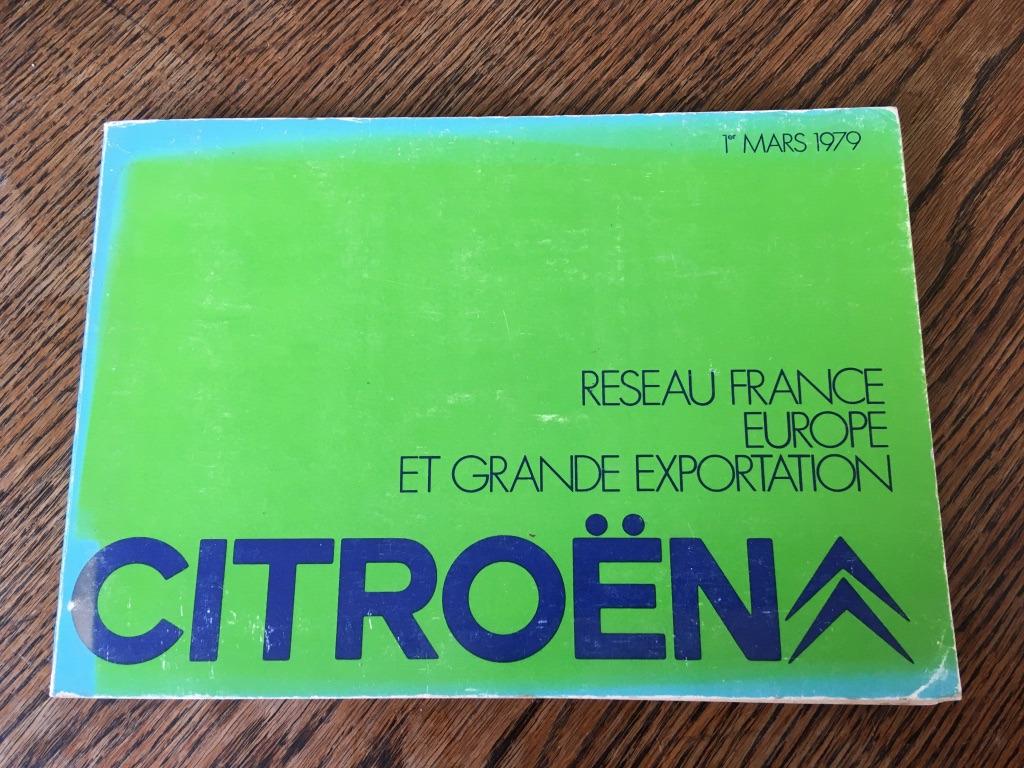 1er MARS 1979
RESEAU FRANCE
EUROPE
ET GRANDE EXPORTATION
CITROËN